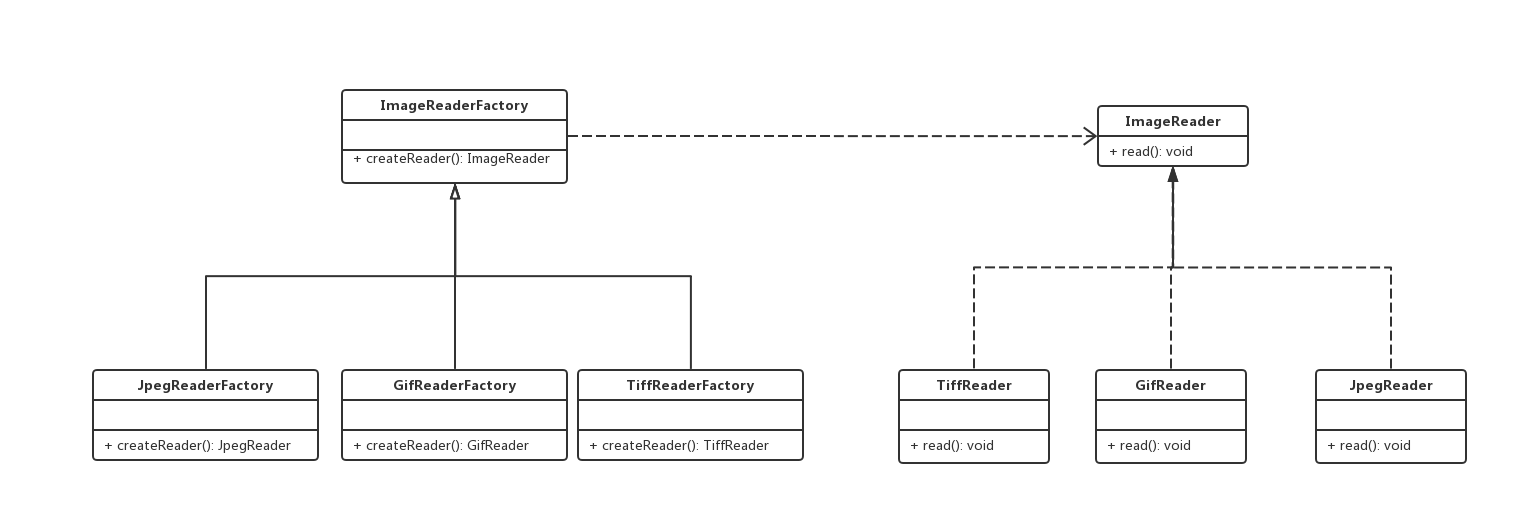 ImageReaderFactory
+ createReader(): ImageReader
ImageReader
+ read(): void
JpegReaderFactory
+ createReader(): JpegReader
GifReaderFactory
+ createReader(): GifReader
TiffReaderFactory
+ createReader(): TiffReader
TiffReader
+ read(): void
GifReader
+ read(): void
JpegReader
+ read(): void